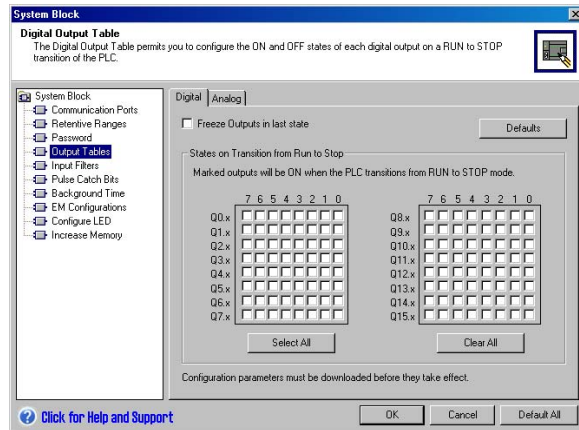 System Block
Digital Output Table
The Digital Output Table permits you to configure the ON and OFF states of each digital output on a RUN to STOP
transition of the PLC.
System Block
Communication Ports
Retentive Ranges
Password
Output Tables
Input Filters
Pulse Catch Bits
Background Time
EM Configurations
Configure LED
Increase Memory
Digital
Analog
Freeze Outputs in last state
Defaults
States on Transition from Run to Stop
Marked outputs will be ON when the PLC transitions from RUN to STOP mode.
7 6 5 4 3 2 1 0
Q0.x
Q1.x
Q2.x
Q3.x
Q4.x
Q5.x
Q6.x
Q7.x
7 6 5 4 3 2 1 0
Q8.x
Q9.x
Q10.x
Q11.x
Q12.x
Q13.x
Q14.x
Q15.x
Select All
Clear All
Configuration parameters must be downloaded before they take effect.
Click for Help and Support
OK
Cancel
Default All